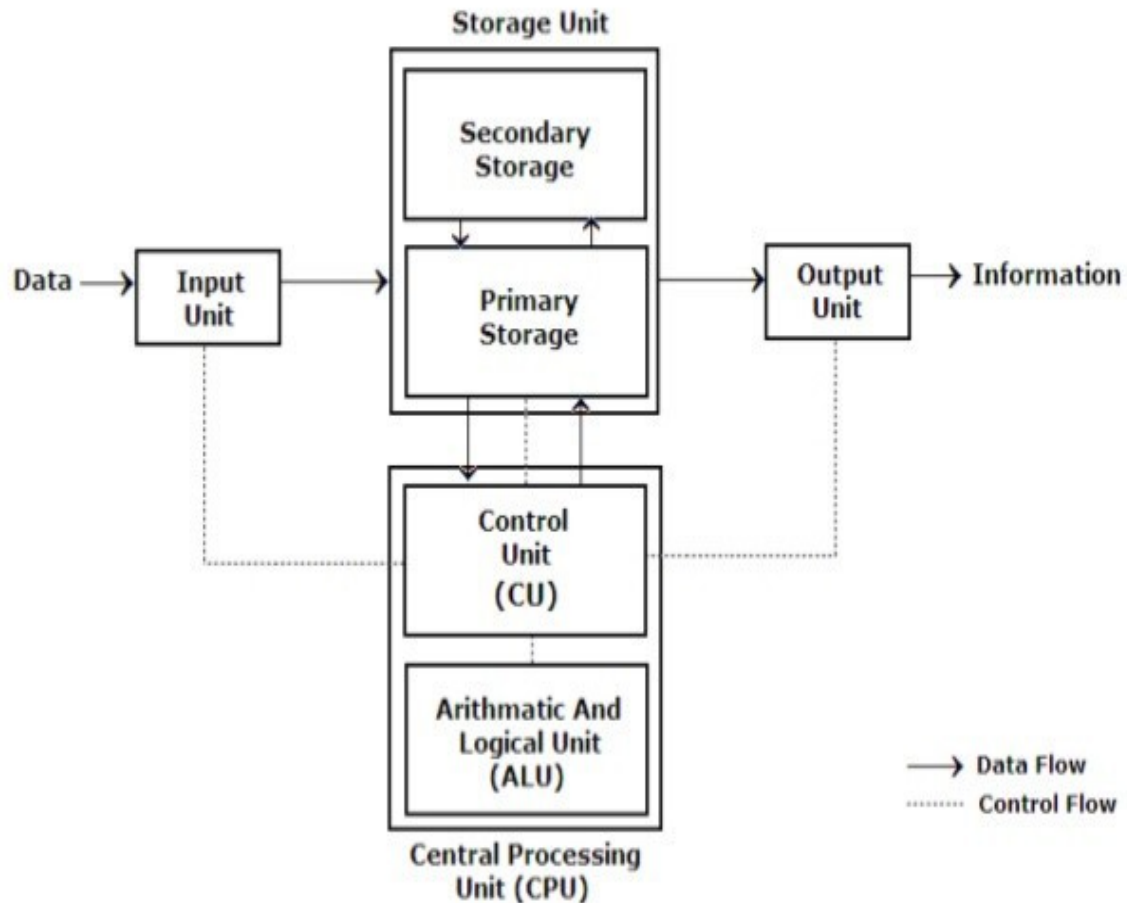 Storage Unit
Secondary
Storage
Data
Input
Unit
Primary
Storage
Output
Unit
Information
Control
Unit
(CU)
Arithmatic And
Logical Unit
(ALU)
Data Flow
Control Flow
Central Processing
Unit (CPU)